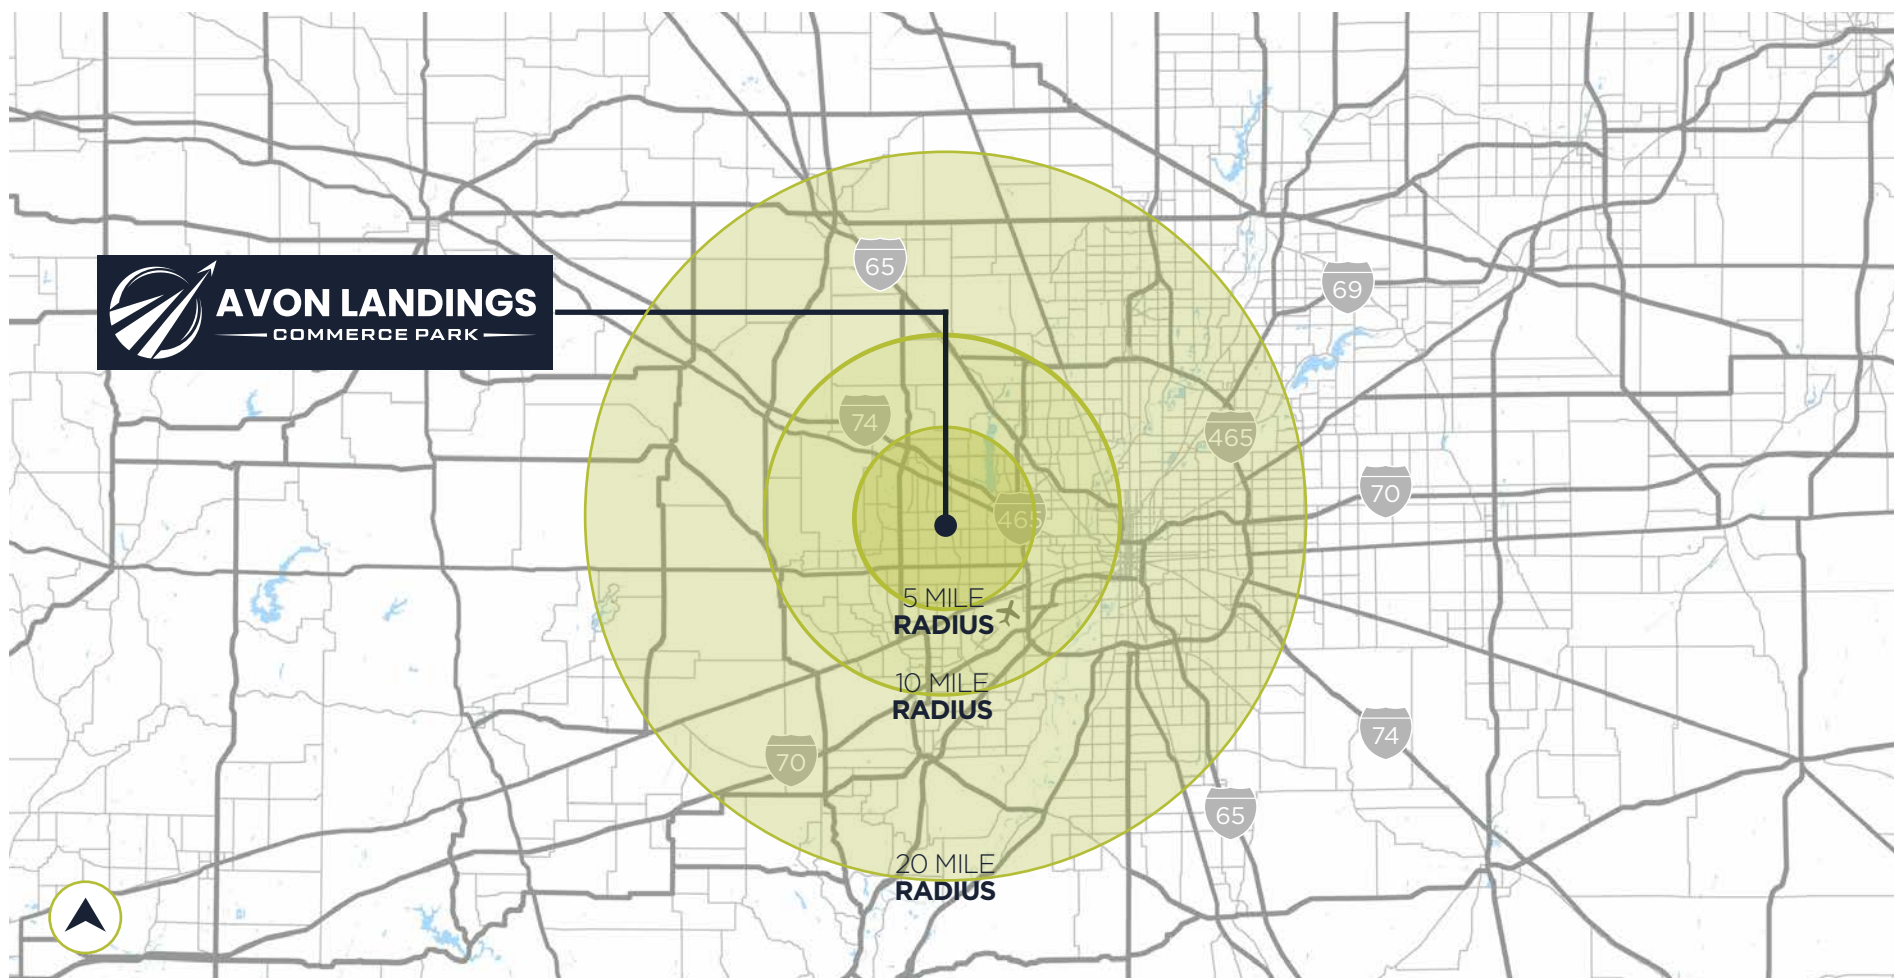 65
69
AVON LANDINGS
COMMERCE PARK
74
465
70
465
5 MILE
RADIUS
10 MILE
RADIUS
74
70
65
20 MILE
RADIUS